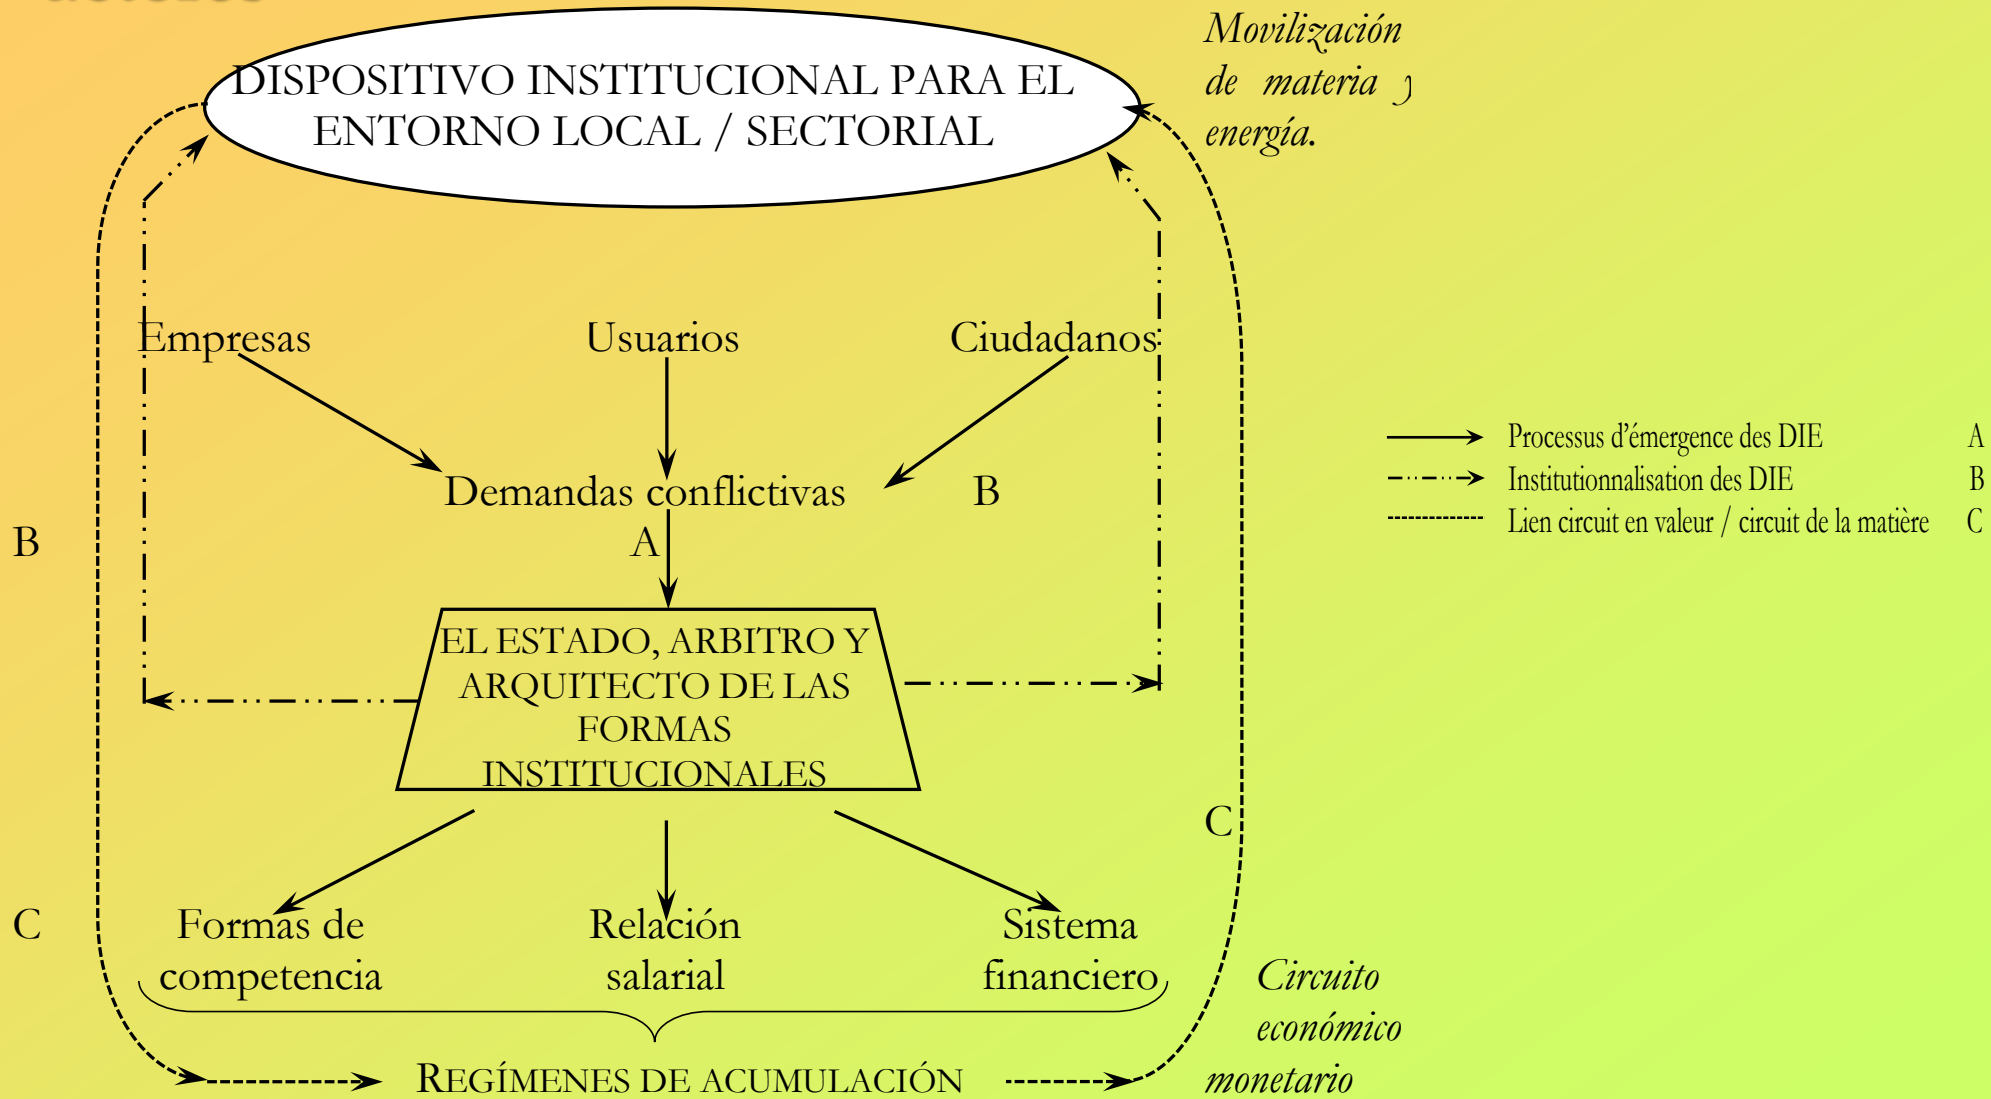 Movilización
de materia y
energía.
DISPOSITIVO INSTITUCIONAL PARA EL
ENTORNO LOCAL / SECTORIAL
Empresas
Usuarios
Ciudadanos
Processus d'émergence des DIE A
Institutionnalisation des DIE B
Lien circuit en valeur / circuit de la matière C
Demandas conflictivas
B
B
A
EL ESTADO, ARBITRO Y
ARQUITECTO DE LAS
FORMAS
INSTITUCIONALES
C
C
Formas de
competencia
Relación
salarial
Sistema
financiero
Circuito
económico
monetario
REGÍMENES DE ACUMULACIÓN